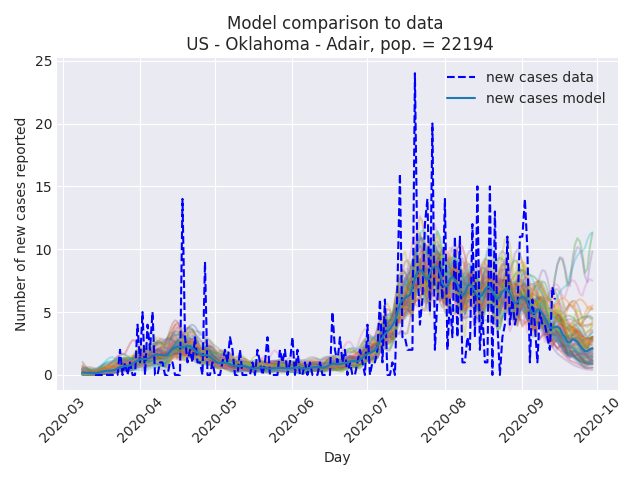 Model comparison to data
US - Oklahoma - Adair, pop. = 22194
25
20
15
10
5
0
Number of new cases reported
new cases data
new cases model
2020-03
2020-04
2020-05
2020-06
2020-07
2020-08
2020-09
2020-10
Day